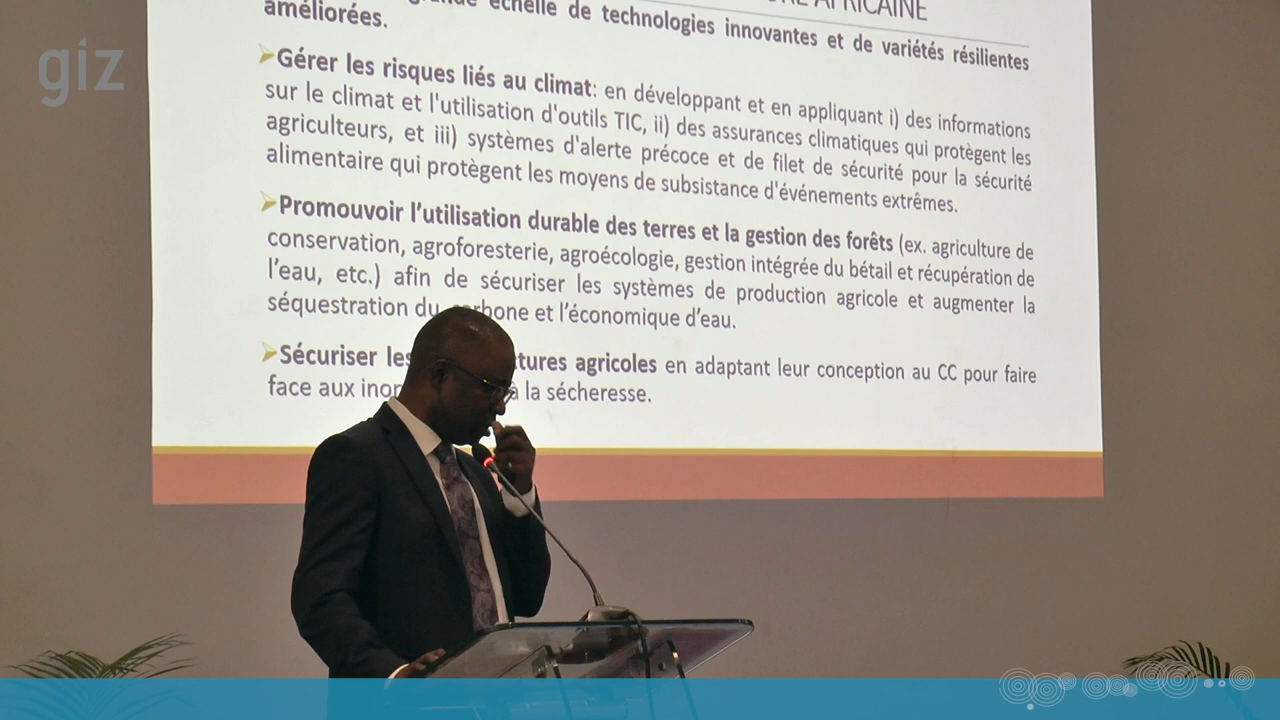 giz
AFRICAINE
échelle de technologies innovantes et de variétés résilientes
améliorées.
Gérer les risques liés au climat: en développant et en appliquant i) des informations
sur le climat et l'utilisation d'outils TIC, ii) des assurances climatiques qui protègent les
agriculteurs, et iii) systèmes d'alerte précoce et de filet de sécurité pour la sécurité
alimentaire qui protègent les moyens de subsistance d'événements extrêmes.
Promouvoir l’utilisation durable des terres et la gestion des forêts (ex. agriculture de
conservation, agroforesterie, agroécologie, gestion intégrée du bétail et récupération de
l’eau, etc.) afin de sécuriser les systèmes de production agricole et augmenter la
séquestration du carbone et l’économique d’eau.
Sécuriser les agricoles en adaptant leur conception au CC pour faire
face aux à la sécheresse.